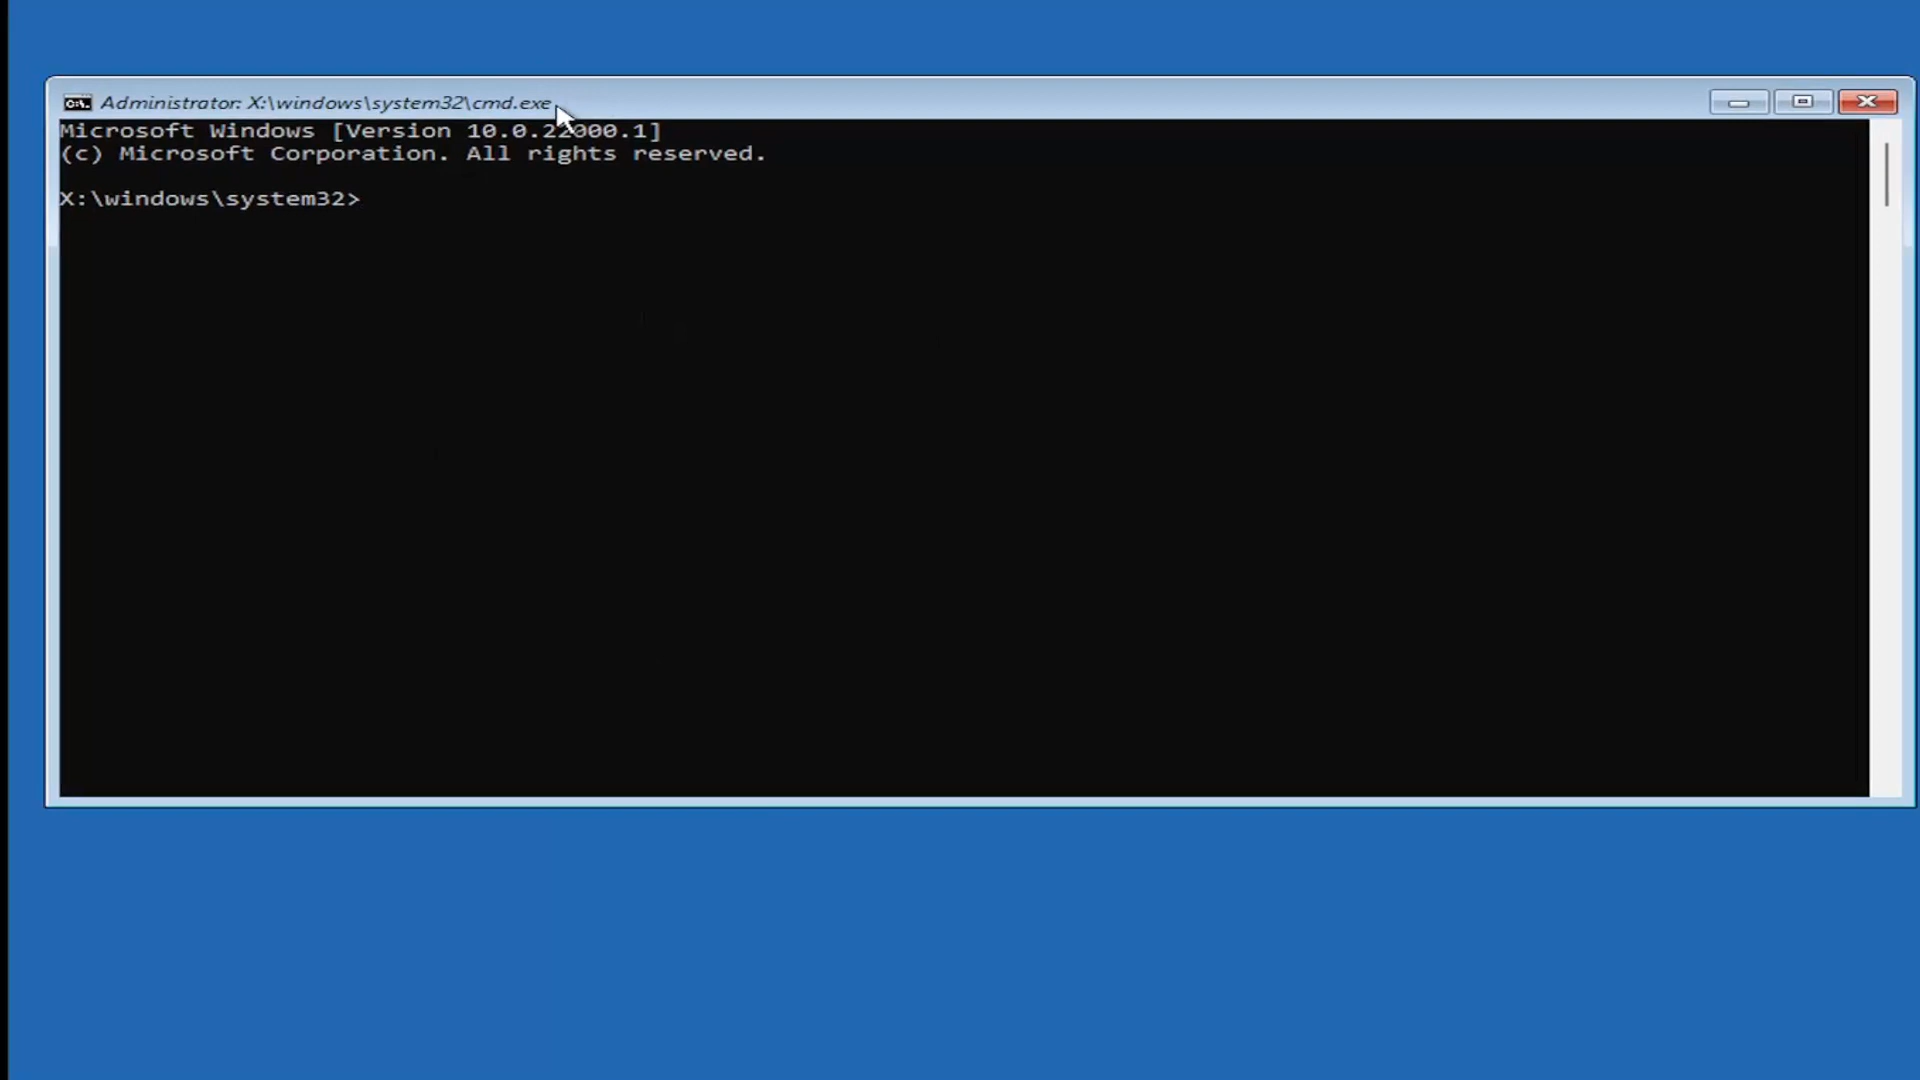 Administrator: X:\windows\system32\cmd.exe
Microsoft Windows [Version 10.0.22000.1]
(c) Microsoft Corporation. All rights reserved.
X:\windows\system32>